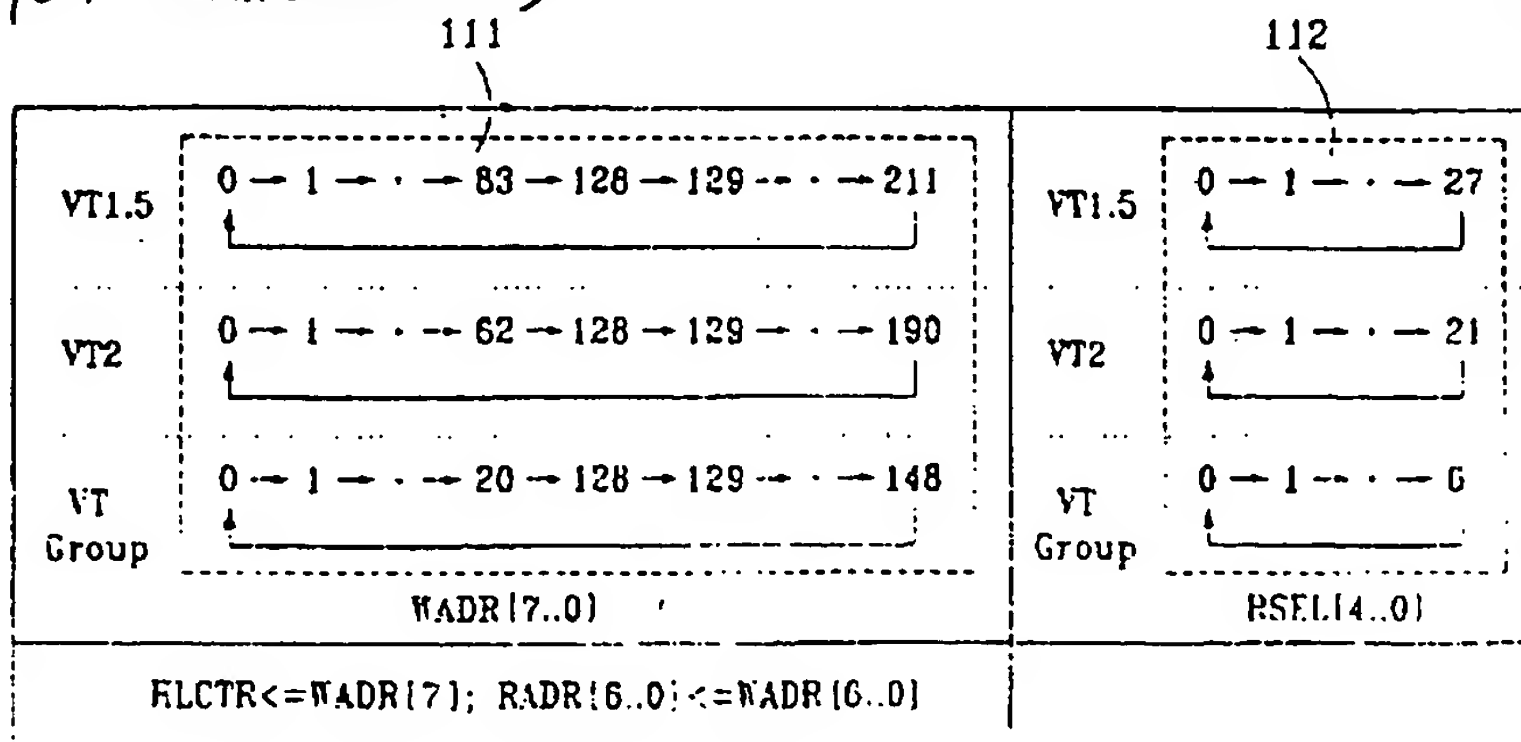 111 112
VT1.5 0 → 1 → · → 83 → 128 → 129 → · → 211 VT1.5 0 → 1 → · → 27
VT2 0 → 1 → · → 62 → 128 → 129 → · → 190 VT2 0 → 1 → · → 21
VT Group 0 → 1 → · → 20 → 128 → 129 → · → 148 VT Group 0 → 1 → · → 6
WADR[7..0] RSEL[4..0]
HLCTR<=WADR[7]; RADR[6..0]<=WADR[6..0]